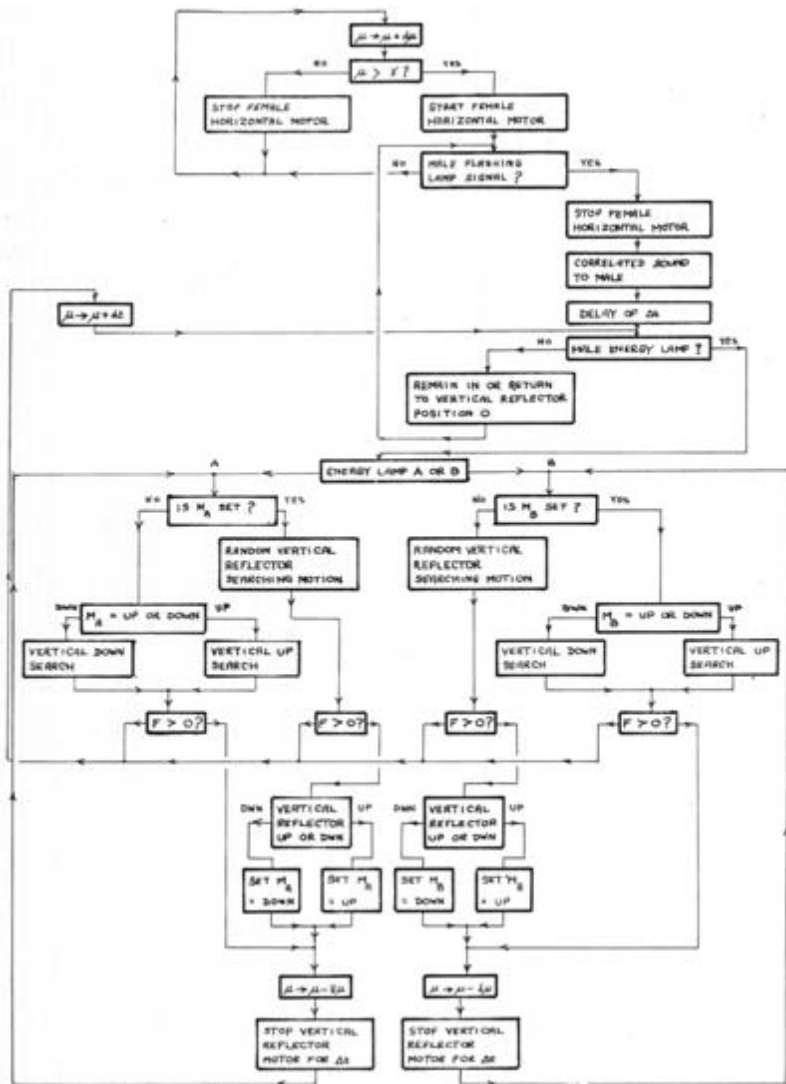 μ→μ+Δμ
μ > γ ?
NO
YES
STOP FEMALE
HORIZONTAL MOTOR
START FEMALE
HORIZONTAL MOTOR
MALE FLASHING
LAMP SIGNAL ?
NO
YES
STOP FEMALE
HORIZONTAL MOTOR
CORRELATED SOUND
TO MALE
DELAY OF
μ→μ+
MALE ENERGY LAMP ?
NO
YES
REMAIN IN OR RETURN
TO VERTICAL REFLECTOR
POSITION O
ENERGY LAMP A OR B
A
B
NO
IS M_A SET ?
YES
NO
IS M_B SET ?
YES
RANDOM VERTICAL
REFLECTOR
SEARCHING MOTION
RANDOM VERTICAL
REFLECTOR
SEARCHING MOTION
DWN
M_A = UP OR DOWN
UP
DWN
M_B = UP OR DOWN
UP
VERTICAL DOWN
SEARCH
VERTICAL UP
SEARCH
VERTICAL DOWN
SEARCH
VERTICAL UP
SEARCH
F > O ?
F > O ?
F > O ?
F > O ?
DWN
VERTICAL
REFLECTOR
UP OR DWN
UP
DWN
VERTICAL
REFLECTOR
UP OR DWN
UP
SET M_A
= DOWN
SET M_A
= UP
SET M_B
= DOWN
SET M_B
= UP
μ→μ-
μ→μ-
STOP VERTICAL
REFLECTOR
MOTOR FOR
STOP VERTICAL
REFLECTOR
MOTOR FOR